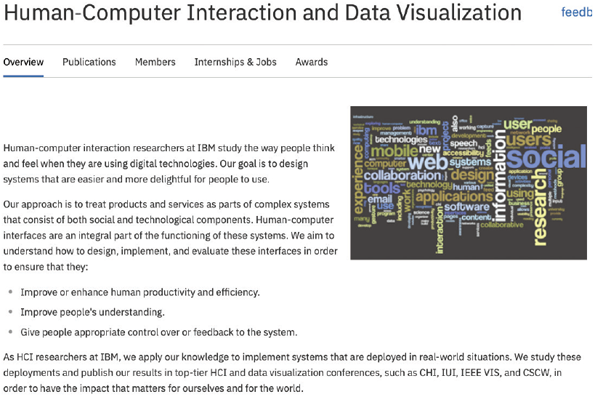 Human-Computer Interaction and Data Visualization
feedb
Overview Publications Members Internships & Jobs Awards
Human-computer interaction researchers at IBM study the way people think
and feel when they are using digital technologies. Our goal is to design
systems that are easier and more delightful for people to use.
Our approach is to treat products and services as parts of complex systems
that consist of both social and technological components. Human-computer
interfaces are an integral part of the functioning of these systems. We aim to
understand how to design, implement, and evaluate these interfaces in order
to ensure that they:
• Improve or enhance human productivity and efficiency.
• Improve people's understanding.
• Give people appropriate control over or feedback to the system.
As HCI researchers at IBM, we apply our knowledge to implement systems that are deployed in real-world situations. We study these
deployments and publish our results in top-tier HCI and data visualization conferences, such as CHI, IUI, IEEE VIS, and CSCW, in
order to have the impact that matters for ourselves and for the world.
understanding
ibm
speech
also
user
people
technologies
accessibility
users
mobile
new
computer
web
systems
social
collaboration
design
information
experience
tools
technology
human
using
email
applications
research
use
software
including
work
content
interaction
collaborative